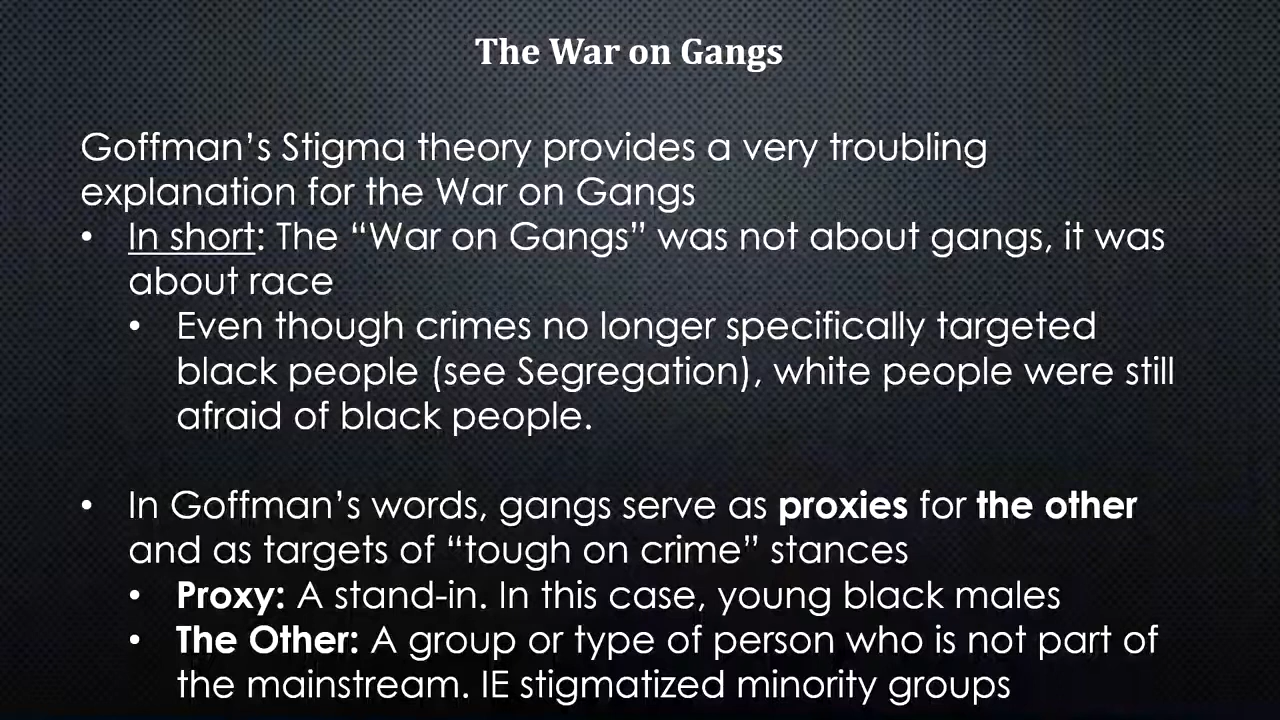 The War on Gangs
Goffman’s Stigma theory provides a very troubling
explanation for the War on Gangs
• In short: The “War on Gangs” was not about gangs, it was
about race
• Even though crimes no longer specifically targeted
black people (see Segregation), white people were still
afraid of black people.
• In Goffman’s words, gangs serve as proxies for the other
and as targets of “tough on crime” stances
• Proxy: A stand-in. In this case, young black males
• The Other: A group or type of person who is not part of
the mainstream. IE stigmatized minority groups